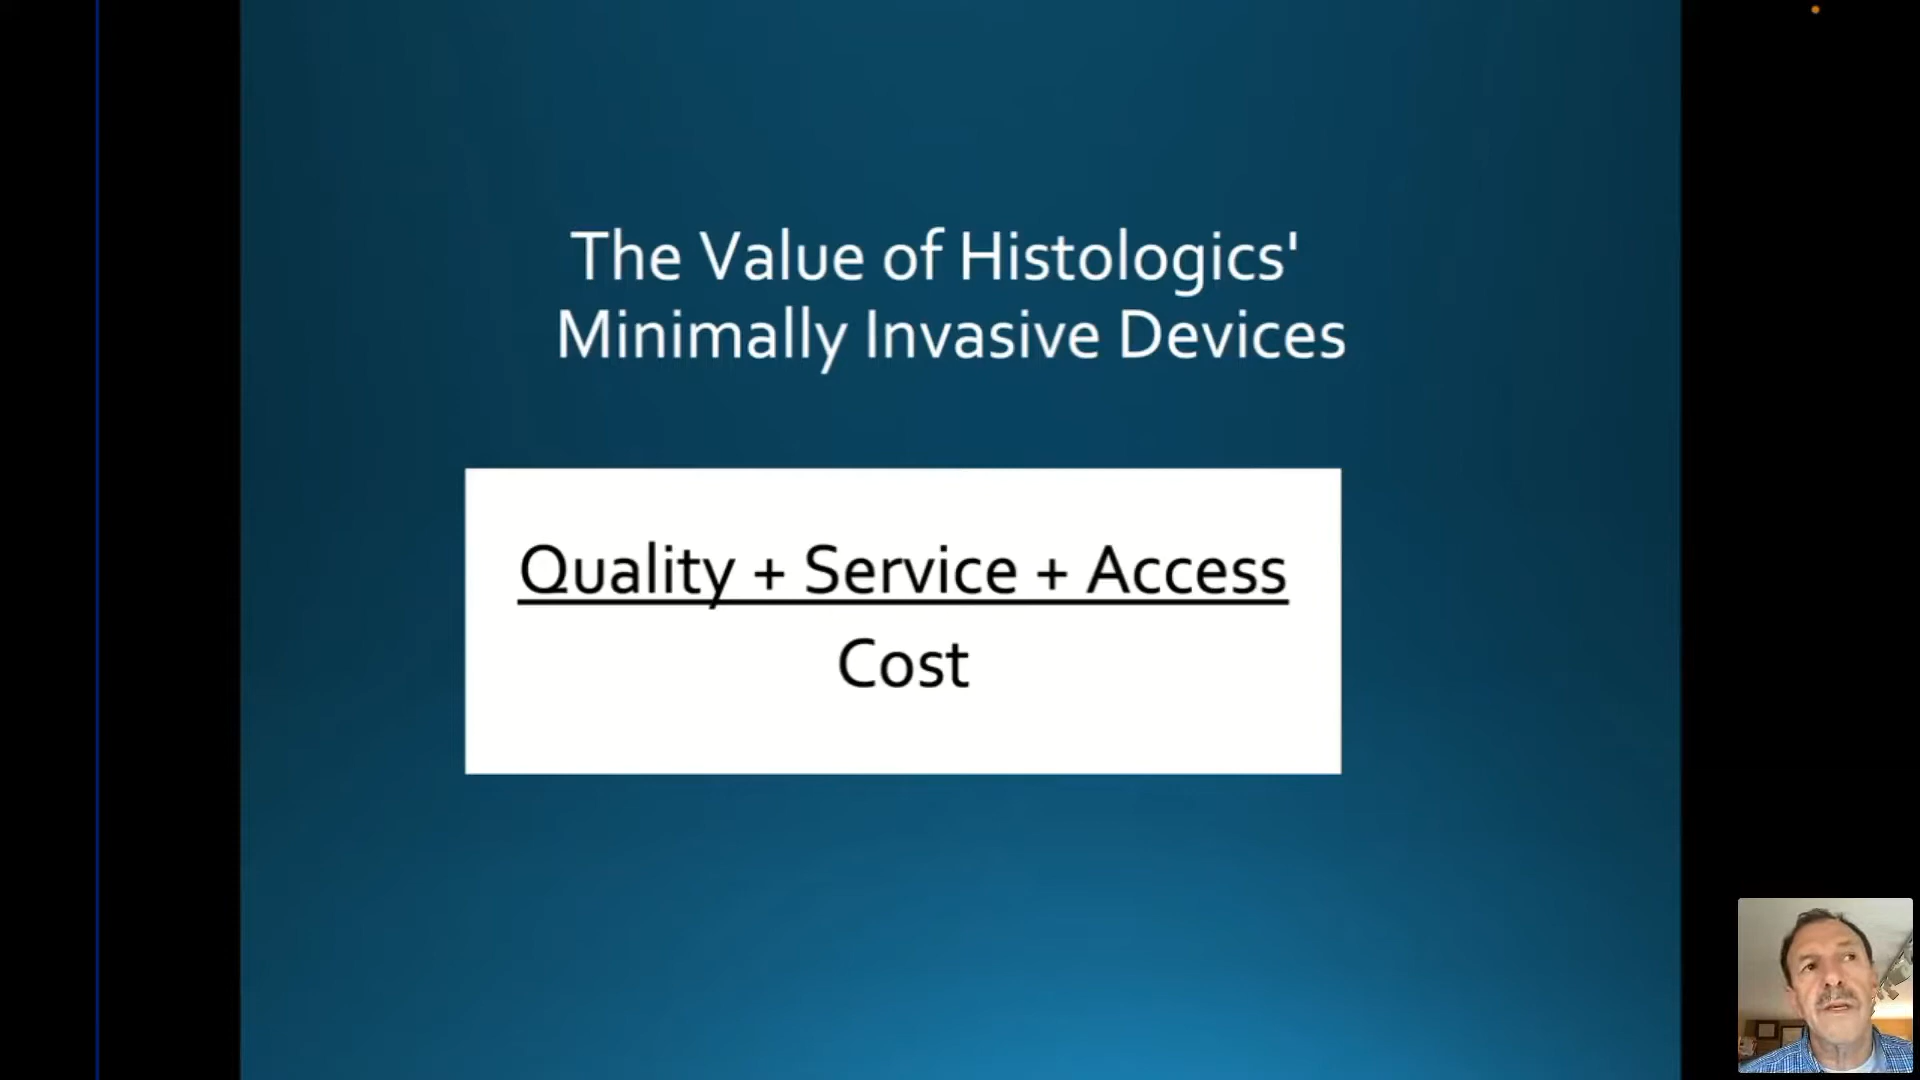 The Value of Histologics'
Minimally Invasive Devices
Quality + Service + Access
Cost